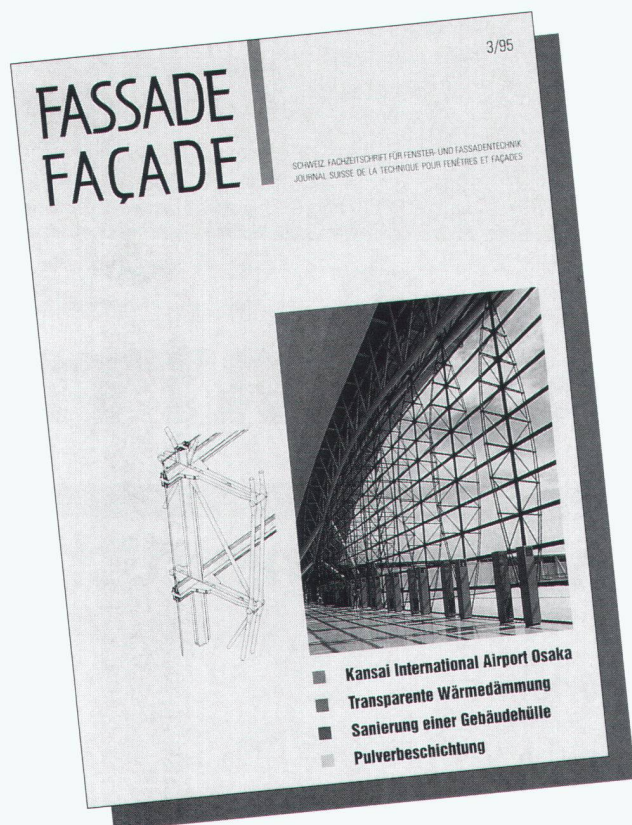 3/95
FASSADE
FAÇADE
SCHWEIZ. FACHZEITSCHRIFT FÜR FENSTER- UND FASSADENTECHNIK
JOURNAL SUISSE DE LA TECHNIQUE POUR FENÊTRES ET FAÇADES
Kansai International Airport Osaka
Transparente Wärmedämmung
Sanierung einer Gebäudehülle
Pulverbeschichtung